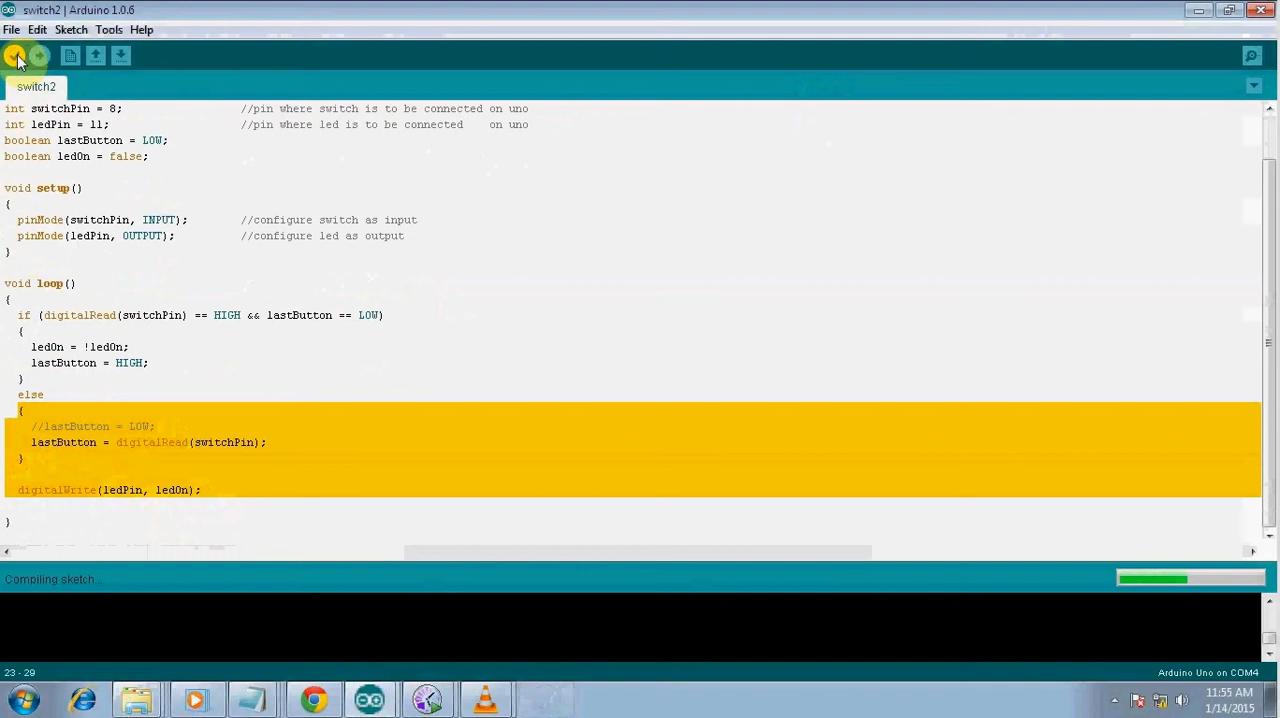 switch2 | Arduino 1.0.6
File Edit Sketch Tools Help
switch2
int switchPin = 8; //pin where switch is to be connected on uno
int ledPin = 11; //pin where led is to be connected on uno
boolean lastButton = LOW;
boolean ledOn = false;
void setup()
{
pinMode(switchPin, INPUT); //configure switch as input
pinMode(ledPin, OUTPUT); //configure led as output
}
void loop()
{
if (digitalRead(switchPin) == HIGH && lastButton == LOW)
{
ledOn = !ledOn;
lastButton = HIGH;
}
else
{
//lastButton = LOW;
lastButton = digitalRead(switchPin);
}
digitalWrite(ledPin, ledOn);
}
Compiling sketch...
23 - 29
Arduino Uno on COM4
11:55 AM
1/14/2015